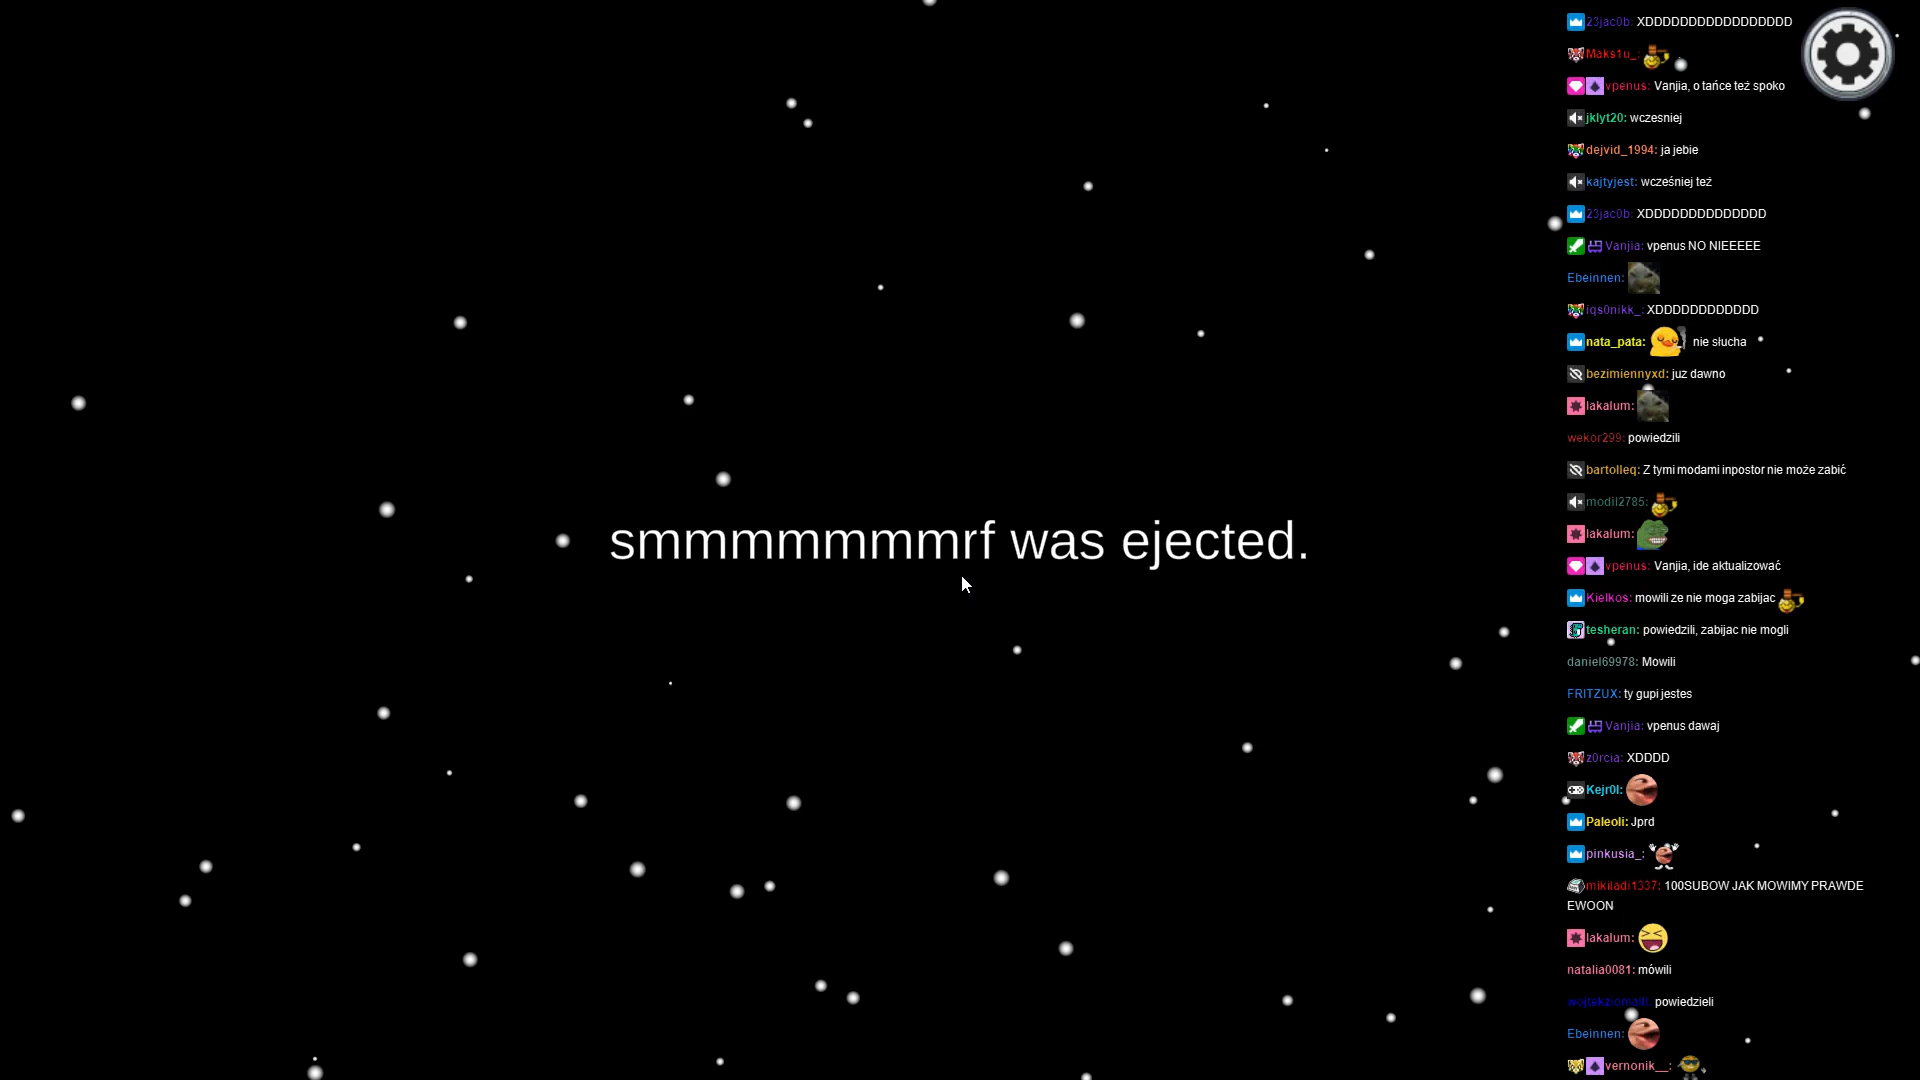 smmmmmmmmrf was ejected.
23jac0b: XDDDDDDDDDDDDDDDDDD
Maks1u_:
vpenus: Vanjia, o tańce też spoko
jklyt20: wczesniej
dejvid_1994: ja jebie
kajtyjest: wcześniej też
23jac0b: XDDDDDDDDDDDDDDD
Vanjia: vpenus NO NIEEEEE
Ebeinnen:
iqs0nikk_: XDDDDDDDDDDDD
nata_pata: nie słucha
bezimiennyxd: juz dawno
lakalum:
wekor299: powiedzili
bartolleq: Z tymi modami inpostor nie może zabić
modil2785:
lakalum:
vpenus: Vanjia, ide aktualizować
Kielkos: mowili ze nie moga zabijac
tesheran: powiedzili, zabijac nie mogli
daniel69978: Mowili
FRITZUX: ty gupi jestes
Vanjia: vpenus dawaj
z0rcia: XDDDD
Kejr0l:
Paleoli: Jprd
pinkusia_:
mikiladi1337: 100SUBOW JAK MOWIMY PRAWDE
EWOON
lakalum:
natalia0081: mówili
powiedzieli
Ebeinnen:
vernonik__: